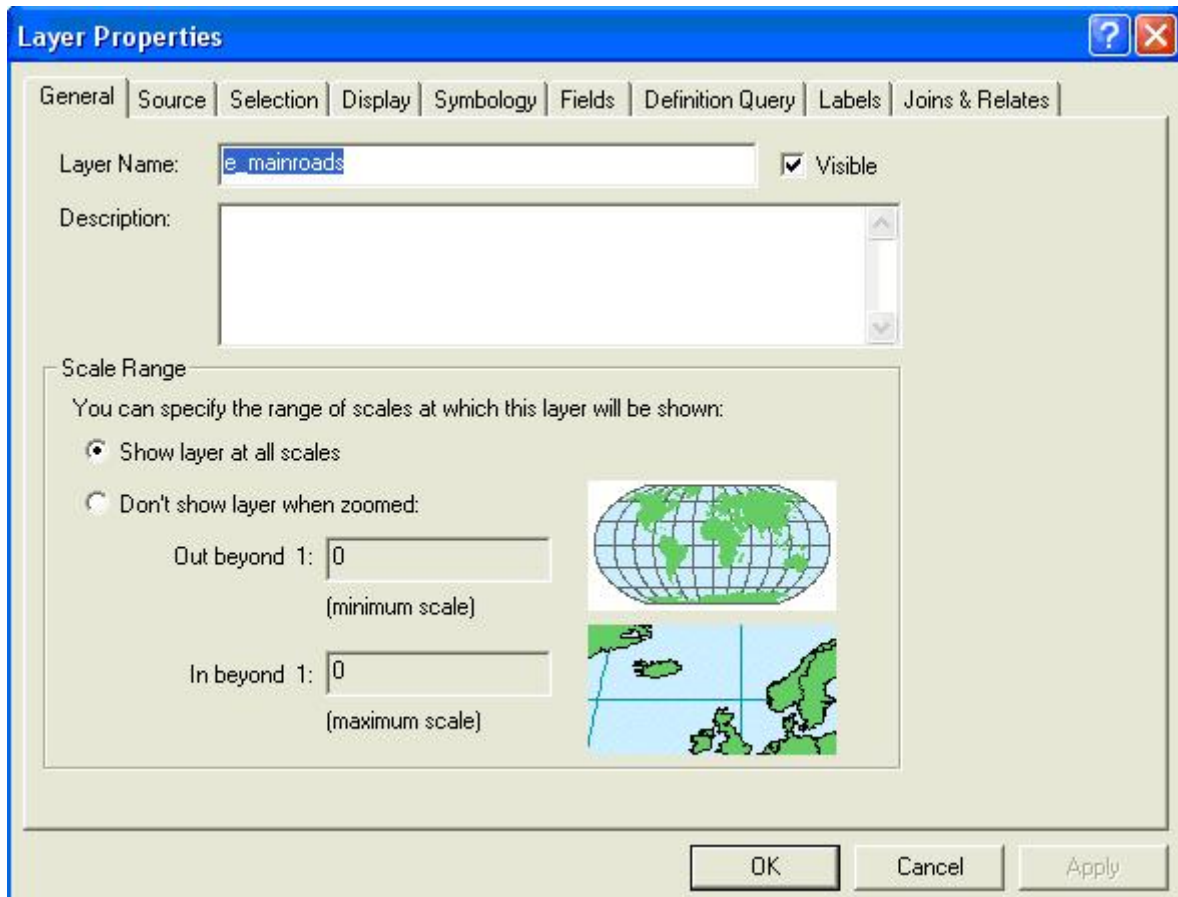 Layer Properties
General Source Selection Display Symbology Fields Definition Query Labels Joins & Relates
Layer Name: e_mainroads Visible
Description:
Scale Range
You can specify the range of scales at which this layer will be shown:
Show layer at all scales
Don't show layer when zoomed:
Out beyond 1: 0
(minimum scale)
In beyond 1: 0
(maximum scale)
OK Cancel Apply